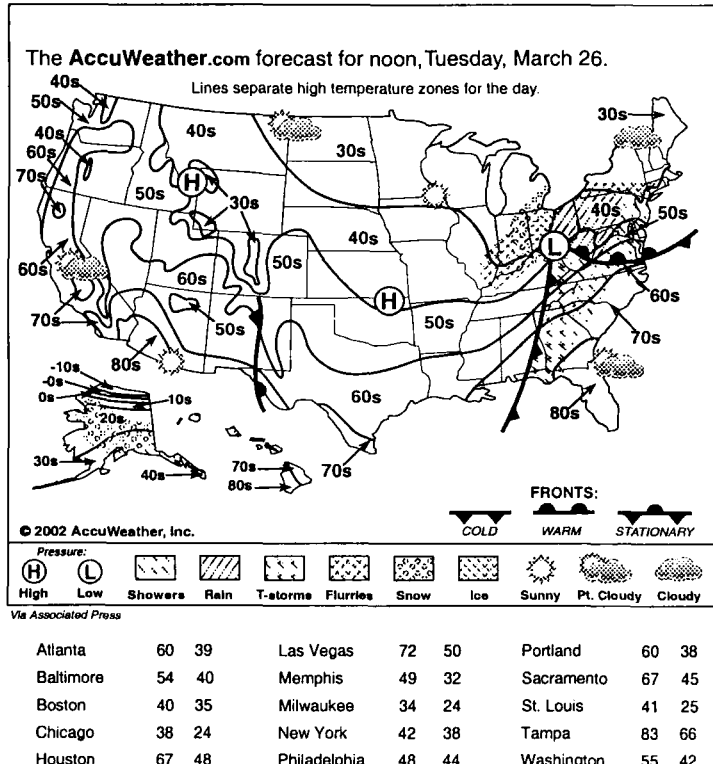 The AccuWeather.com forecast for noon, Tuesday, March 26.
Lines separate high temperature zones for the day.
40s
50s
40s
60s
70s
60s
70s
40s
30s
30s
H
50s
30s
40s
60s
50s
50s
80s
H
50s
60s
70s
L
40s
50s
60s
70s
80s
-10s
-0s
0s
10s
20s
30s
40s
70s
80s
FRONTS:
COLD WARM STATIONARY
© 2002 AccuWeather, Inc.
Pressure:
H L
High Low Showers Rain T-storms Flurries Snow Ice Sunny Pt. Cloudy Cloudy
Via Associated Press
Atlanta 60 39 Las Vegas 72 50 Portland 60 38
Baltimore 54 40 Memphis 49 32 Sacramento 67 45
Boston 40 35 Milwaukee 34 24 St. Louis 41 25
Chicago 38 24 New York 42 38 Tampa 83 66
Houston 67 48 Philadelphia 48 44 Washington 55 42